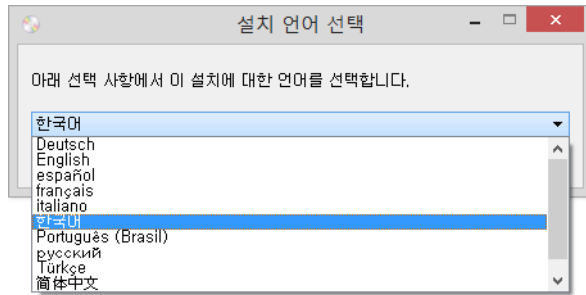 설치 언어 선택
아래 선택 사항에서 이 설치에 대한 언어를 선택합니다.
한국어
Deutsch
English
español
français
italiano
한국어
Português (Brasil)
русский
Türkçe
简体中文